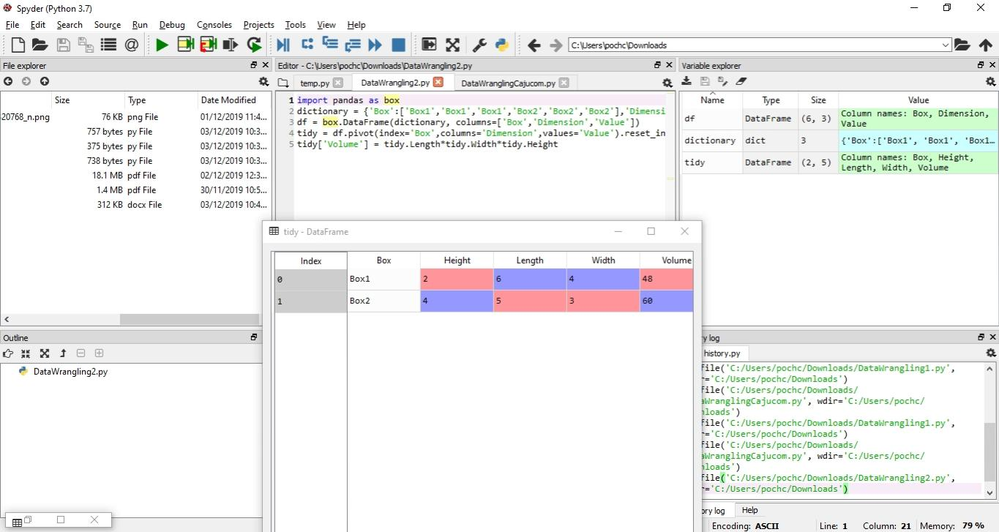 Spyder (Python 3.7)
File Edit Search Source Run Debug Consoles Projects Tools View Help
C:\Users\pochc\Downloads
File explorer
Size Type Date Modified
20768_n.png 76 KB png File 01/12/2019 11:4...
757 bytes py File 03/12/2019 10:3...
375 bytes py File 03/12/2019 10:3...
738 bytes py File 03/12/2019 10:3...
18.1 MB pdf File 02/12/2019 12:3...
1.4 MB pdf File 30/11/2019 10:5...
312 KB docx File 03/12/2019 10:4...
Editor - C:\Users\pochc\Downloads\DataWrangling2.py
temp.py DataWrangling2.py DataWranglingCajucom.py
1 import pandas as box
2 dictionary = {'Box':['Box1','Box1','Box1','Box2','Box2','Box2'],'Dimensi
3 df = box.DataFrame(dictionary, columns=['Box','Dimension','Value'])
4 tidy = df.pivot(index='Box',columns='Dimension',values='Value').reset_in
5 tidy['Volume'] = tidy.Length*tidy.Width*tidy.Height
Variable explorer
Name Type Size Value
df DataFrame (6, 3) Column names: Box, Dimension,
Value
dictionary dict 3 {'Box':['Box1', 'Box1', 'Box1...
tidy DataFrame (2, 5) Column names: Box, Height,
Length, Width, Volume
tidy - DataFrame
Index Box Height Length Width Volume
0 Box1 2 6 4 48
1 Box2 4 5 3 60
Outline
DataWrangling2.py
ry log
history.py
file('C:/Users/pochc/Downloads/DataWrangling1.py',
r='C:/Users/pochc/Downloads')
file('C:/Users/pochc/Downloads/
aWranglingCajucom.py', wdir='C:/Users/pochc/
nloads')
file('C:/Users/pochc/Downloads/DataWrangling1.py',
r='C:/Users/pochc/Downloads')
file('C:/Users/pochc/Downloads/
aWranglingCajucom.py', wdir='C:/Users/pochc/
nloads')
file('C:/Users/pochc/Downloads/DataWrangling2.py',
r='C:/Users/pochc/Downloads')
ory log Help
Encoding: ASCII Line: 1 Column: 21 Memory: 79 %